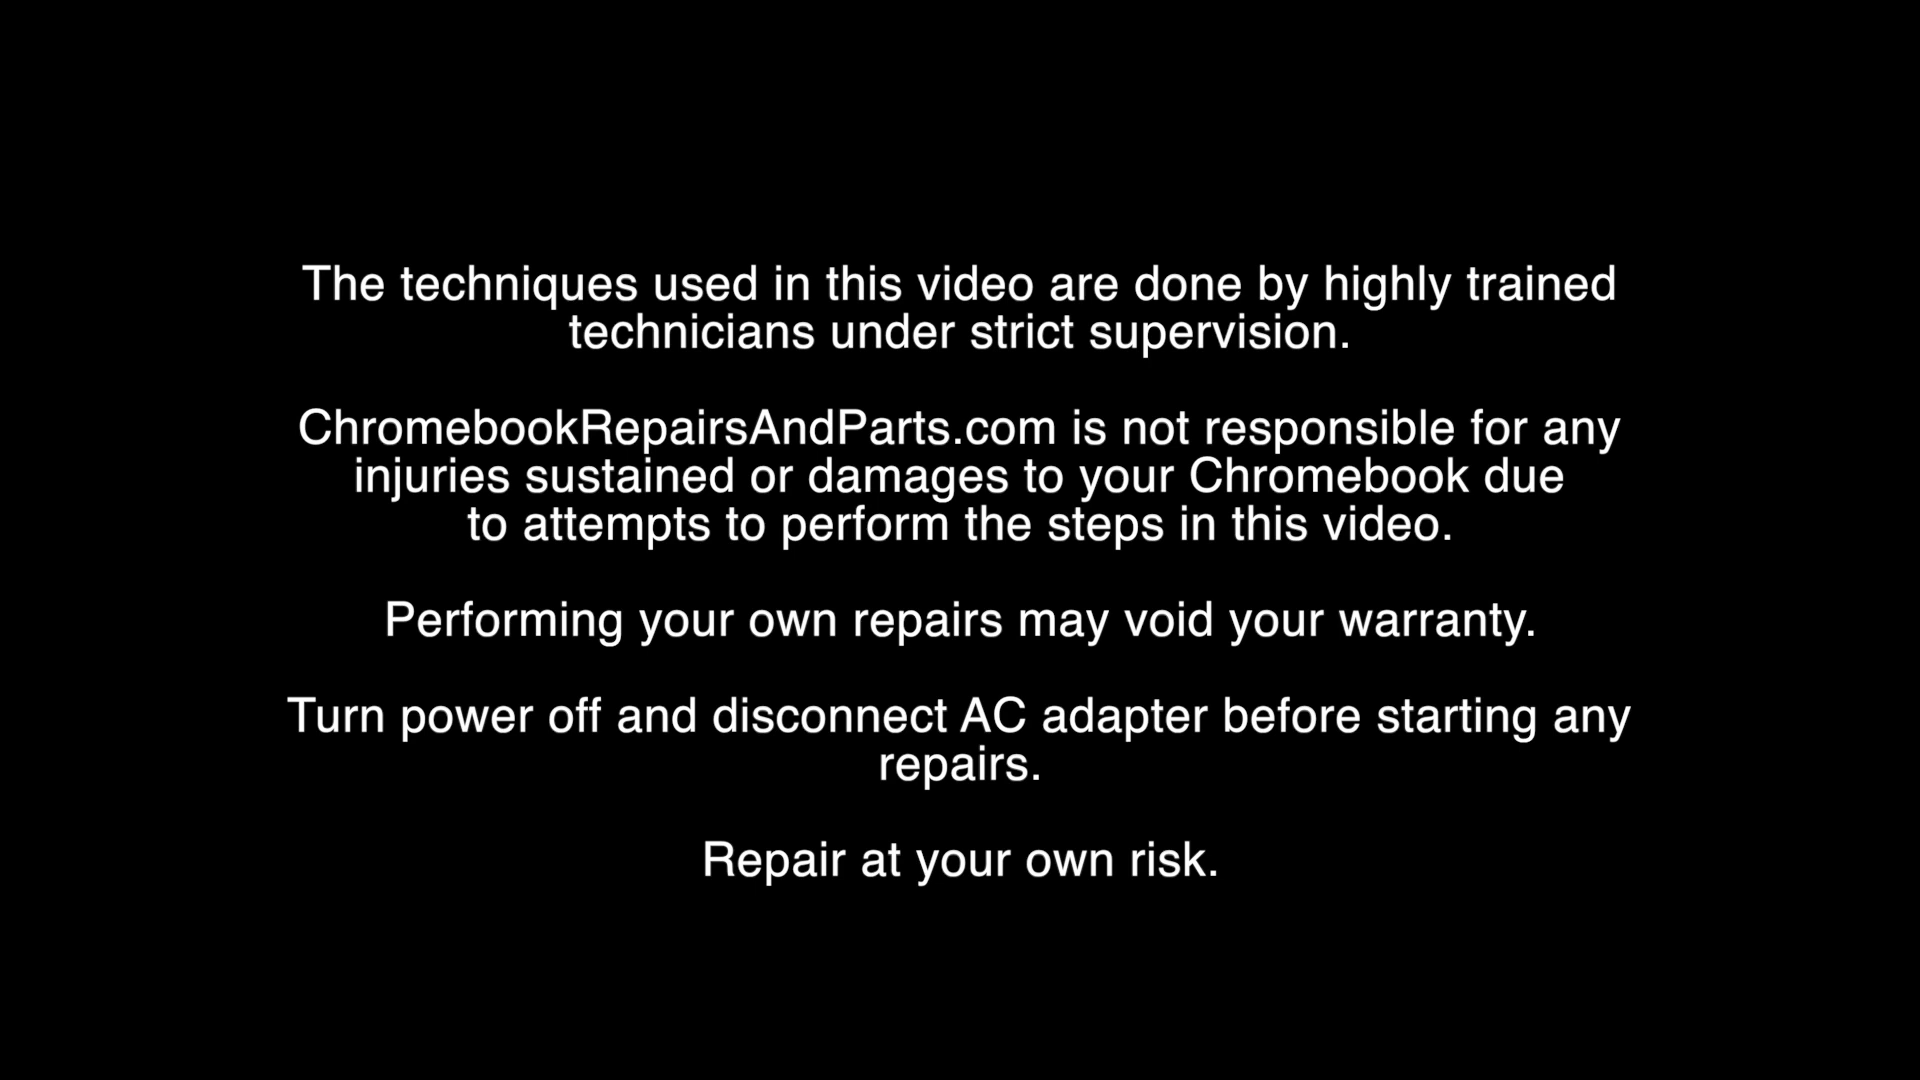 The techniques used in this video are done by highly trained
technicians under strict supervision.
ChromebookRepairsAndParts.com is not responsible for any
injuries sustained or damages to your Chromebook due
to attempts to perform the steps in this video.
Performing your own repairs may void your warranty.
Turn power off and disconnect AC adapter before starting any
repairs.
Repair at your own risk.